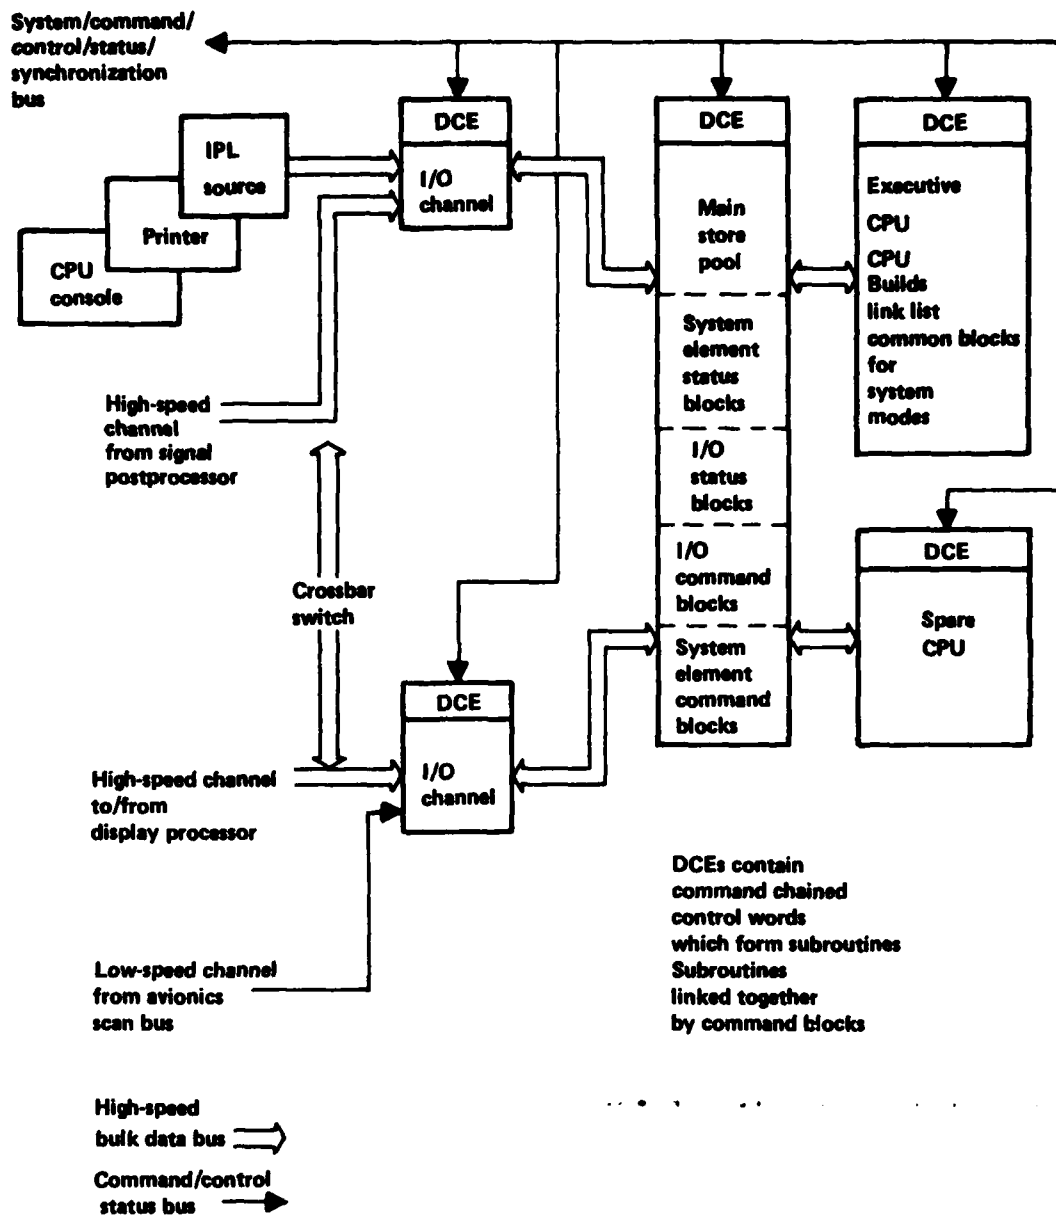 System/command/
control/status/
synchronization
bus
DCE
I/O
channel
IPL
source
Printer
CPU
console
DCE
Main
store
pool
System
element
status
blocks
I/O
status
blocks
I/O
command
blocks
System
element
command
blocks
DCE
Executive
CPU
CPU
Builds
link list
common blocks
for
system
modes
High-speed
channel
from signal
postprocessor
Crossbar
switch
DCE
Spare
CPU
DCE
I/O
channel
High-speed channel
to/from
display processor
Low-speed channel
from avionics
scan bus
DCEs contain
command chained
control words
which form subroutines
Subroutines
linked together
by command blocks
High-speed
bulk data bus
Command/control
status bus